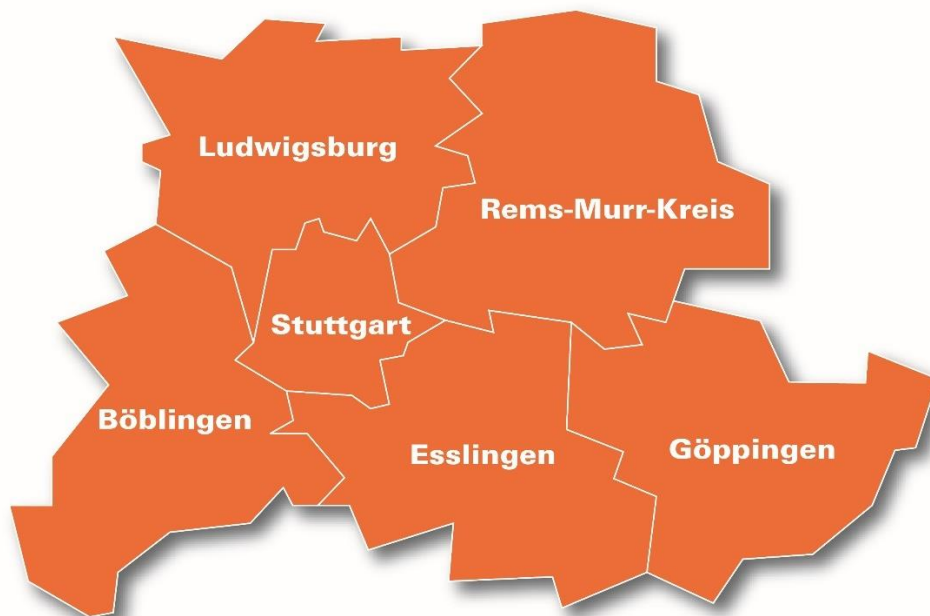 Ludwigsburg
Rems-Murr-Kreis
Stuttgart
Böblingen
Esslingen
Göppingen